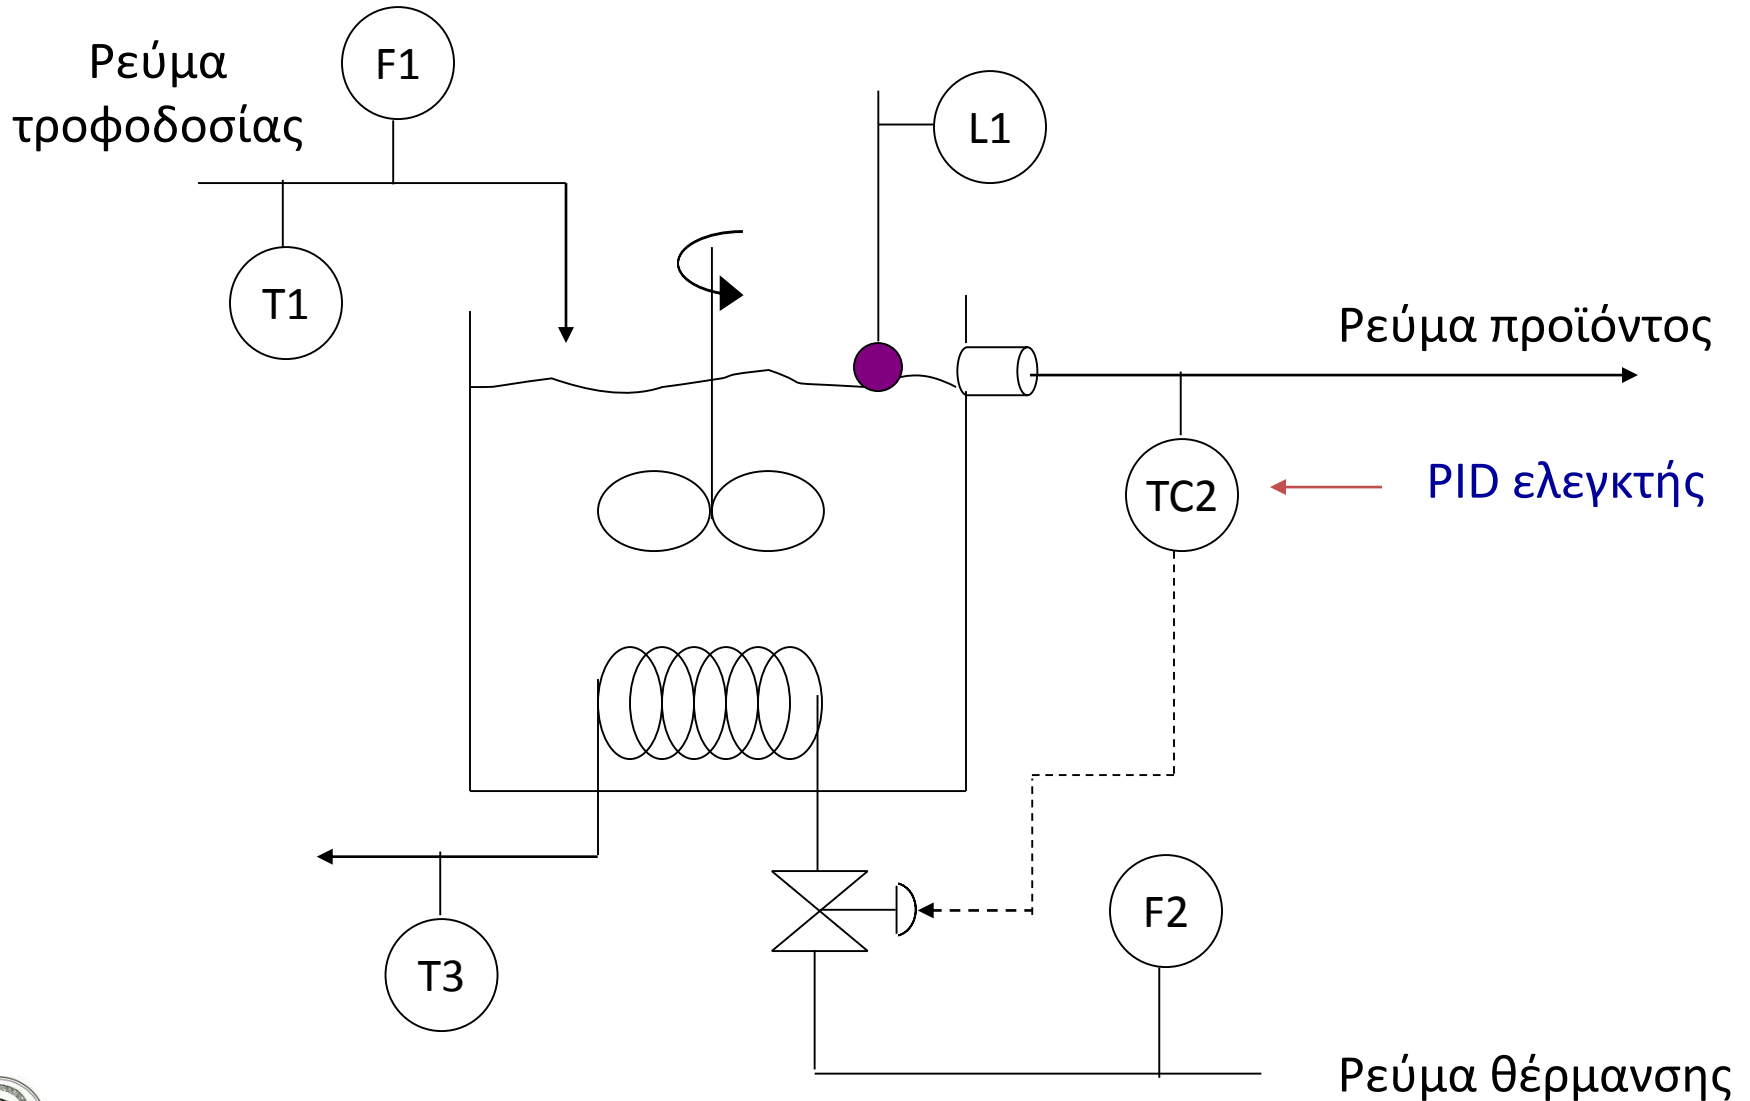 Ρεύμα
τροφοδοσίας
F1
L1
T1
Ρεύμα προϊόντος
TC2
PID ελεγκτής
F2
T3
Ρεύμα θέρμανσης